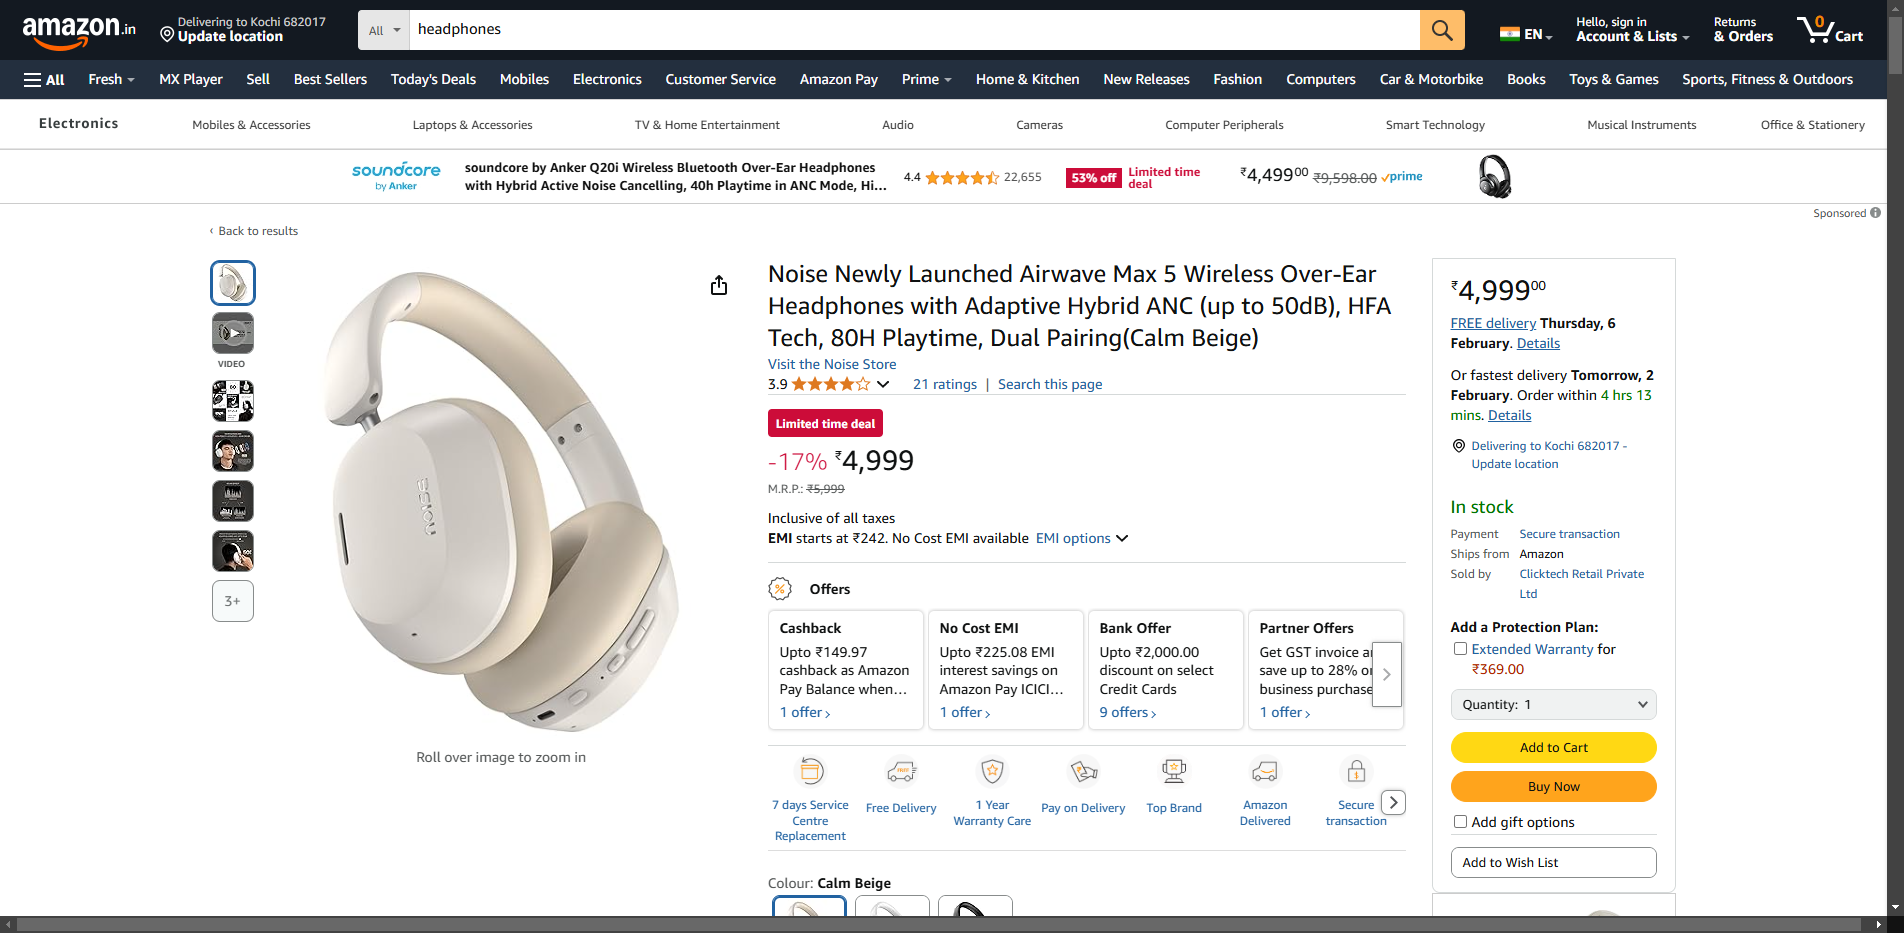 amazon.in
Delivering to Kochi 682017
Update location
All
headphones
EN
Hello, sign in
Account & Lists
Returns
& Orders
0
Cart
All
Fresh
MX Player
Sell
Best Sellers
Today's Deals
Mobiles
Electronics
Customer Service
Amazon Pay
Prime
Home & Kitchen
New Releases
Fashion
Computers
Car & Motorbike
Books
Toys & Games
Sports, Fitness & Outdoors
Electronics
Mobiles & Accessories
Laptops & Accessories
TV & Home Entertainment
Audio
Cameras
Computer Peripherals
Smart Technology
Musical Instruments
Office & Stationery
soundcore
by Anker
soundcore by Anker Q20i Wireless Bluetooth Over-Ear Headphones
with Hybrid Active Noise Cancelling, 40h Playtime in ANC Mode, Hi...
4.4
22,655
53% off
Limited time
deal
₹4,49900
₹9,598.00
prime
Sponsored
‹ Back to results
VIDEO
3+
NOISE
Roll over image to zoom in
Noise Newly Launched Airwave Max 5 Wireless Over-Ear
Headphones with Adaptive Hybrid ANC (up to 50dB), HFA
Tech, 80H Playtime, Dual Pairing(Calm Beige)
Visit the Noise Store
3.9
21 ratings | Search this page
Limited time deal
-17% ₹4,999
M.R.P.: ₹5,999
Inclusive of all taxes
EMI starts at ₹242. No Cost EMI available EMI options
Offers
Cashback
Upto ₹149.97
cashback as Amazon
Pay Balance when...
1 offer ›
No Cost EMI
Upto ₹225.08 EMI
interest savings on
Amazon Pay ICICI...
1 offer ›
Bank Offer
Upto ₹2,000.00
discount on select
Credit Cards
9 offers ›
Partner Offers
Get GST invoice
save up to 28%
business purchase
1 offer ›
7 days Service
Centre
Replacement
Free Delivery
1 Year
Warranty Care
Pay on Delivery
Top Brand
Amazon
Delivered
Secure
transaction
Colour: Calm Beige
₹4,99900
FREE delivery Thursday, 6
February. Details
Or fastest delivery Tomorrow, 2
February. Order within 4 hrs 13
mins. Details
Delivering to Kochi 682017 -
Update location
In stock
Payment Secure transaction
Ships from Amazon
Sold by Clicktech Retail Private
Ltd
Add a Protection Plan:
Extended Warranty for
₹369.00
Quantity: 1
Add to Cart
Buy Now
Add gift options
Add to Wish List